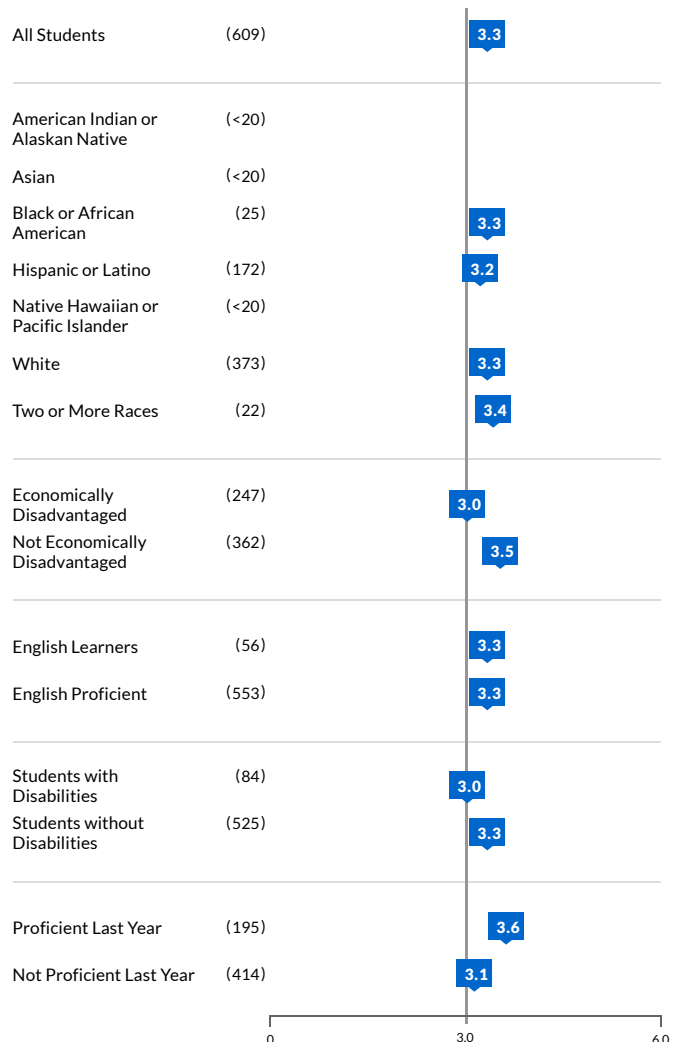 All Students (609) 3.3
American Indian or (<20)
Alaskan Native
Asian (<20)
Black or African (25) 3.3
American
Hispanic or Latino (172) 3.2
Native Hawaiian or (<20)
Pacific Islander
White (373) 3.3
Two or More Races (22) 3.4
Economically (247) 3.0
Disadvantaged
Not Economically (362) 3.5
Disadvantaged
English Learners (56) 3.3
English Proficient (553) 3.3
Students with (84) 3.0
Disabilities
Students without (525) 3.3
Disabilities
Proficient Last Year (195) 3.6
Not Proficient Last Year (414) 3.1
0 3.0 6.0